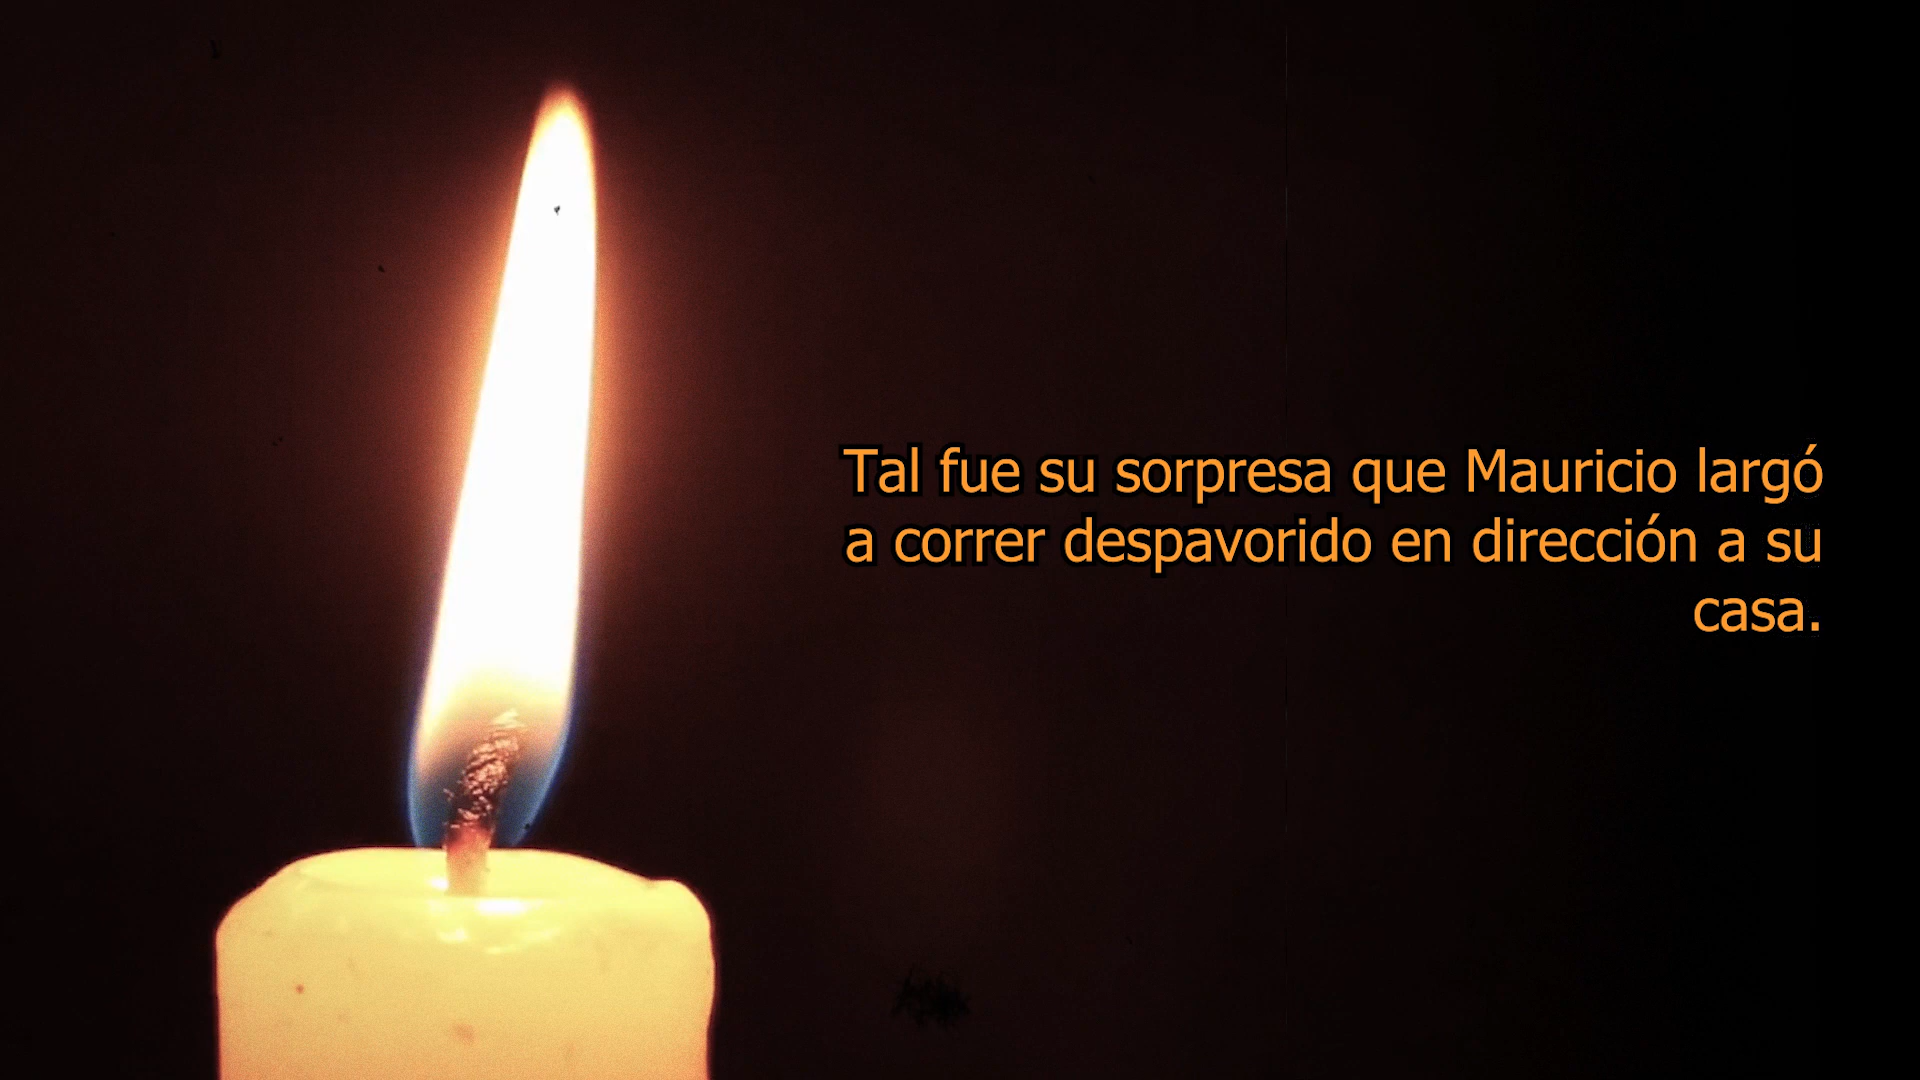 Tal fue su sorpresa que Mauricio largó
a correr despavorido en dirección a su
casa.